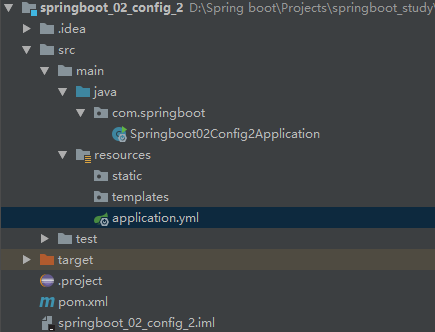 springboot_02_config_2 D:\Spring boot\Projects\springboot_study\
.idea
src
main
java
com.springboot
Springboot02Config2Application
resources
static
templates
application.yml
test
target
.project
pom.xml
springboot_02_config_2.iml